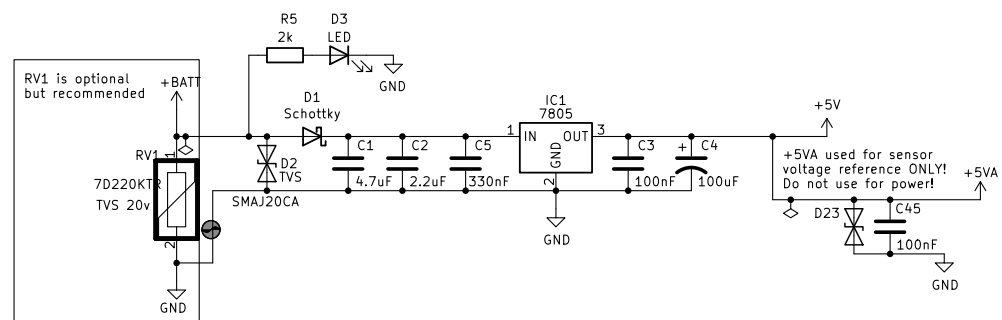 R5
2k
D3
LED
GND
RV1 is optional
but recommended
+BATT
D1
Schottky
IC1
7805
1
IN
OUT
3
GND
2
+5V
RV1
1
7D220KTR
TVS 20v
2
D2
TVS
SMAJ20CA
C1
4.7uF
C2
2.2uF
C5
330nF
C3
100nF
+
C4
100uF
+5VA used for sensor
voltage reference ONLY!
Do not use for power!
+5VA
D23
C45
100nF
GND
GND
GND